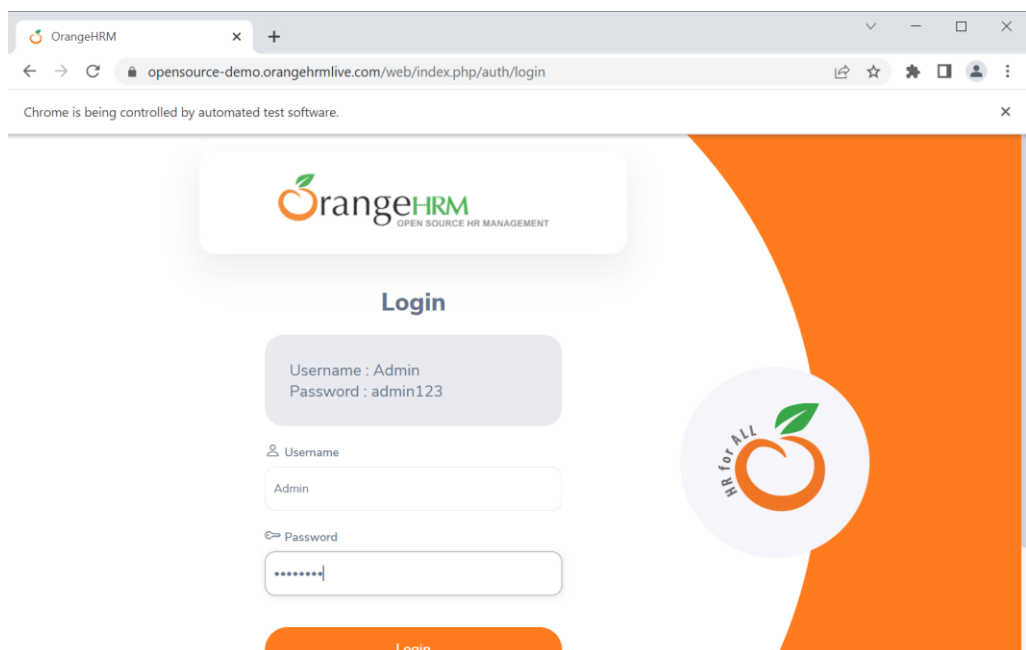 OrangeHRM
opensource-demo.orangehrmlive.com/web/index.php/auth/login
Chrome is being controlled by automated test software.
OrangeHRM
OPEN SOURCE HR MANAGEMENT
Login
Username : Admin
Password : admin123
Username
Admin
Password
HR for ALL
Login